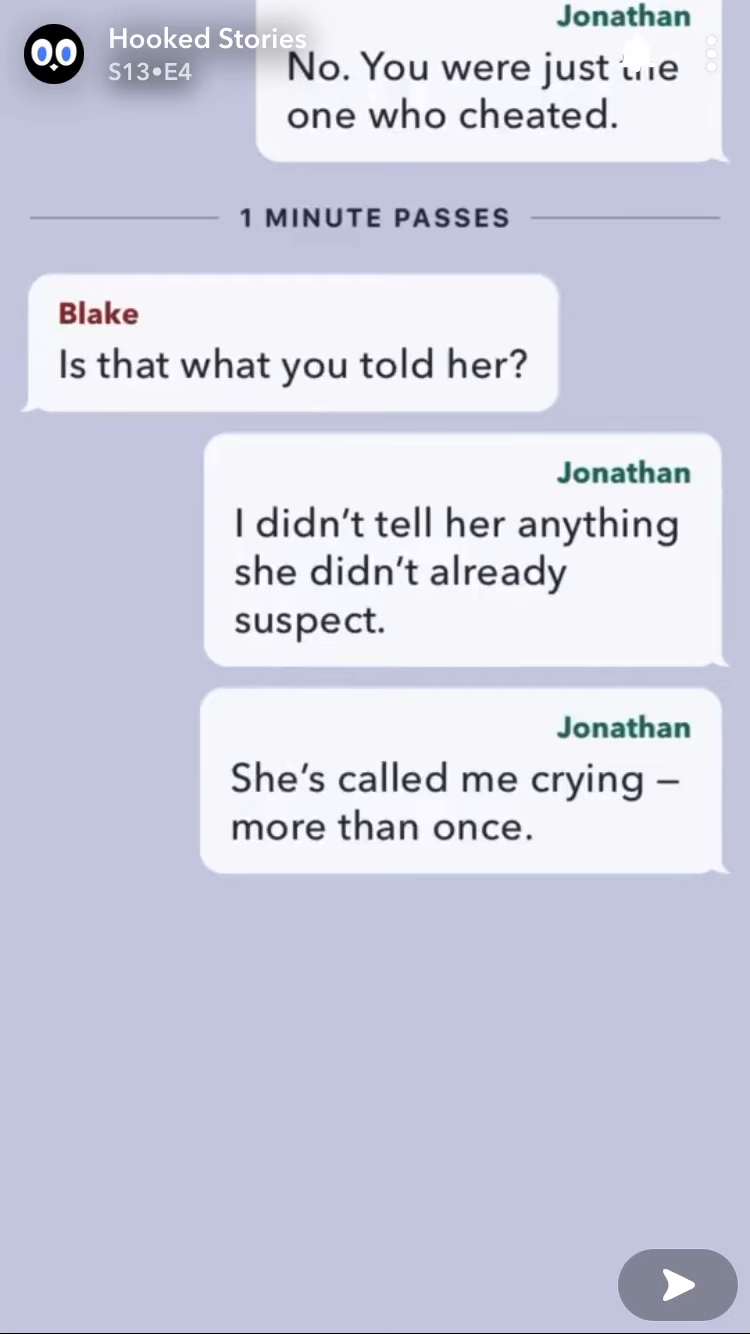 Jonathan
Hooked Stories
S13•E4
No. You were just the
one who cheated.
1 MINUTE PASSES
Blake
Is that what you told her?
Jonathan
I didn’t tell her anything
she didn’t already
suspect.
Jonathan
She’s called me crying –
more than once.